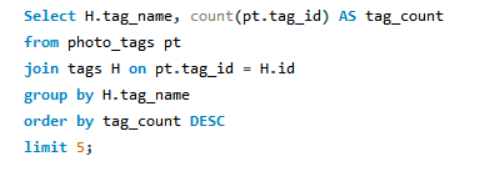 Select H.tag_name, count(pt.tag_id) AS tag_count
from photo_tags pt
join tags H on pt.tag_id = H.id
group by H.tag_name
order by tag_count DESC
limit 5;